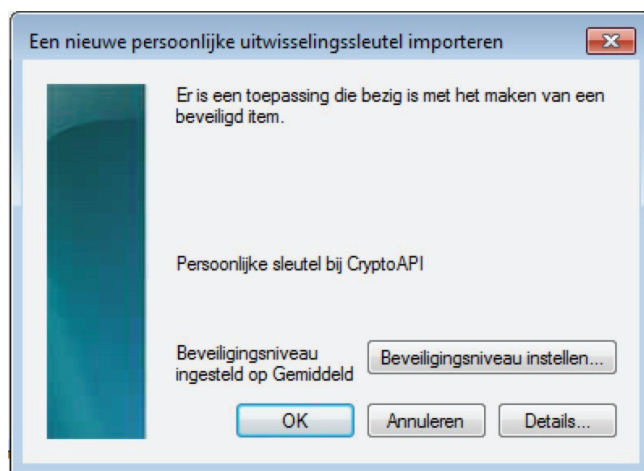 Een nieuwe persoonlijke uitwisselingssleutel importeren
Er is een toepassing die bezig is met het maken van een
beveiligd item.
Persoonlijke sleutel bij CryptoAPI
Beveiligingsniveau
ingesteld op Gemiddeld
Beveiligingsniveau instellen...
OK
Annuleren
Details...